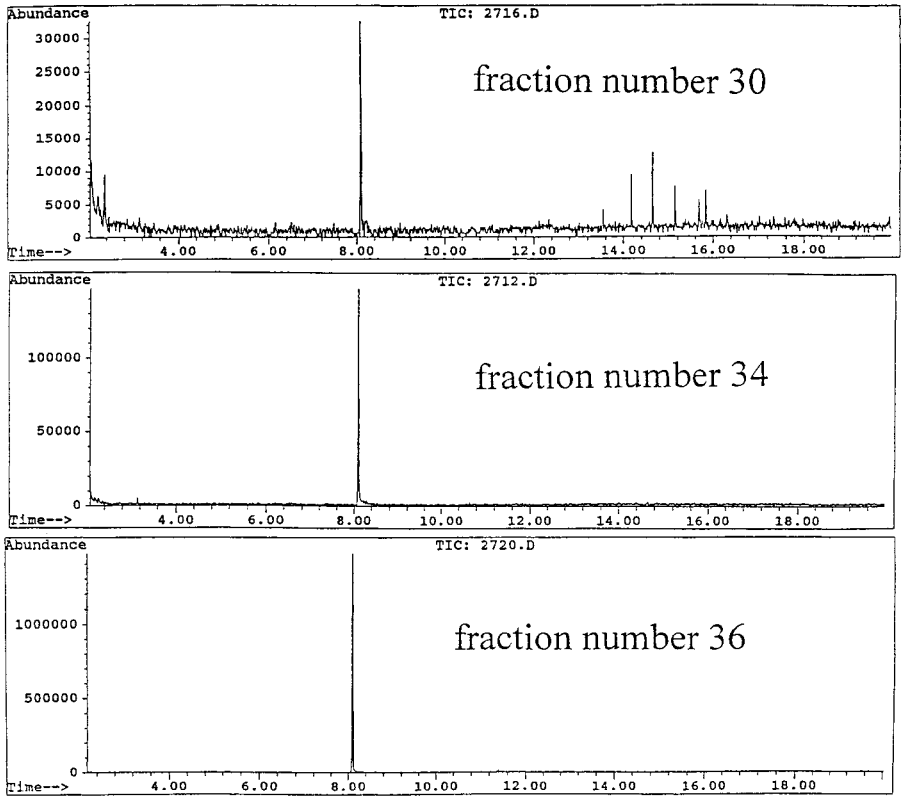 Abundance
TIC: 2716.D
fraction number 30
30000
25000
20000
15000
10000
5000
0
Time-->
4.00 6.00 8.00 10.00 12.00 14.00 16.00 18.00
Abundance
TIC: 2712.D
fraction number 34
100000
50000
0
Time-->
4.00 6.00 8.00 10.00 12.00 14.00 16.00 18.00
Abundance
TIC: 2720.D
fraction number 36
1000000
500000
0
Time-->
4.00 6.00 8.00 10.00 12.00 14.00 16.00 18.00